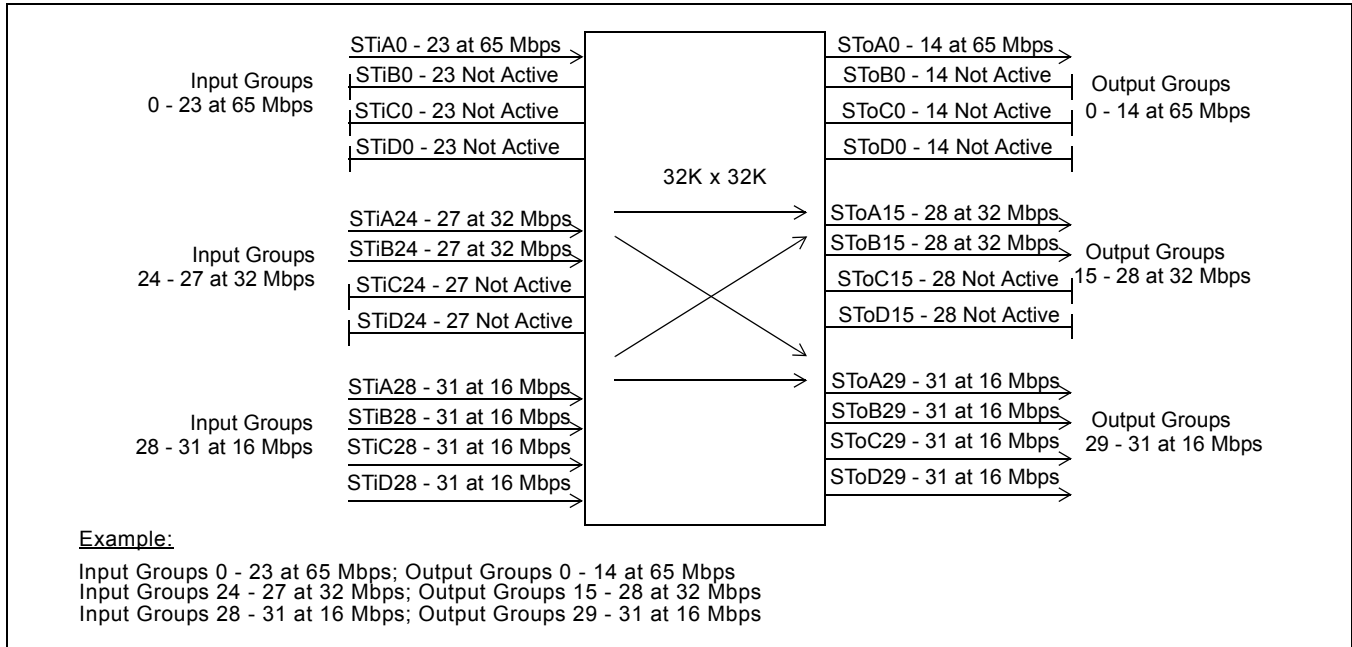 STiA0 - 23 at 65 Mbps
STiB0 - 23 Not Active
STiC0 - 23 Not Active
STiD0 - 23 Not Active
Input Groups
0 - 23 at 65 Mbps
STiA24 - 27 at 32 Mbps
STiB24 - 27 at 32 Mbps
STiC24 - 27 Not Active
STiD24 - 27 Not Active
Input Groups
24 - 27 at 32 Mbps
STiA28 - 31 at 16 Mbps
STiB28 - 31 at 16 Mbps
STiC28 - 31 at 16 Mbps
STiD28 - 31 at 16 Mbps
Input Groups
28 - 31 at 16 Mbps
32K x 32K
SToA0 - 14 at 65 Mbps
SToB0 - 14 Not Active
SToC0 - 14 Not Active
SToD0 - 14 Not Active
Output Groups
0 - 14 at 65 Mbps
SToA15 - 28 at 32 Mbps
SToB15 - 28 at 32 Mbps
SToC15 - 28 Not Active
SToD15 - 28 Not Active
Output Groups
15 - 28 at 32 Mbps
SToA29 - 31 at 16 Mbps
SToB29 - 31 at 16 Mbps
SToC29 - 31 at 16 Mbps
SToD29 - 31 at 16 Mbps
Output Groups
29 - 31 at 16 Mbps
Example:
Input Groups 0 - 23 at 65 Mbps; Output Groups 0 - 14 at 65 Mbps
Input Groups 24 - 27 at 32 Mbps; Output Groups 15 - 28 at 32 Mbps
Input Groups 28 - 31 at 16 Mbps; Output Groups 29 - 31 at 16 Mbps